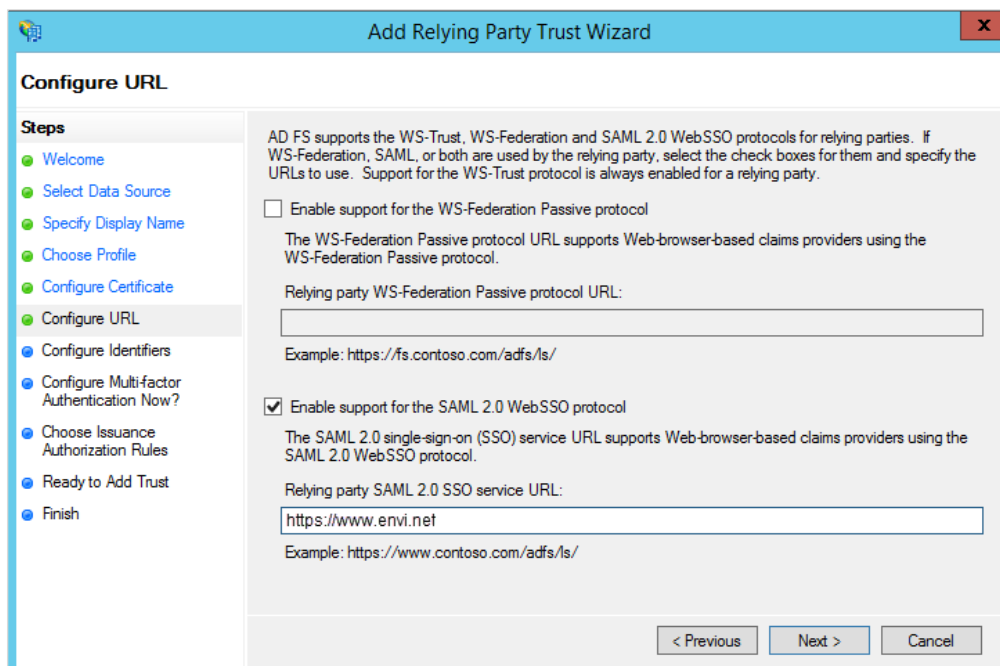 Add Relying Party Trust Wizard
x
Configure URL
Steps
Welcome
Select Data Source
Specify Display Name
Choose Profile
Configure Certificate
Configure URL
Configure Identifiers
Configure Multi-factor
Authentication Now?
Choose Issuance
Authorization Rules
Ready to Add Trust
Finish
AD FS supports the WS-Trust, WS-Federation and SAML 2.0 WebSSO protocols for relying parties.  If
WS-Federation, SAML, or both are used by the relying party, select the check boxes for them and specify the
URLs to use.  Support for the WS-Trust protocol is always enabled for a relying party.
Enable support for the WS-Federation Passive protocol
The WS-Federation Passive protocol URL supports Web-browser-based claims providers using the
WS-Federation Passive protocol.
Relying party WS-Federation Passive protocol URL:
Example: https://fs.contoso.com/adfs/ls/
Enable support for the SAML 2.0 WebSSO protocol
The SAML 2.0 single-sign-on (SSO) service URL supports Web-browser-based claims providers using the
SAML 2.0 WebSSO protocol.
Relying party SAML 2.0 SSO service URL:
https://www.envi.net
Example: https://www.contoso.com/adfs/ls/
< Previous
Next >
Cancel